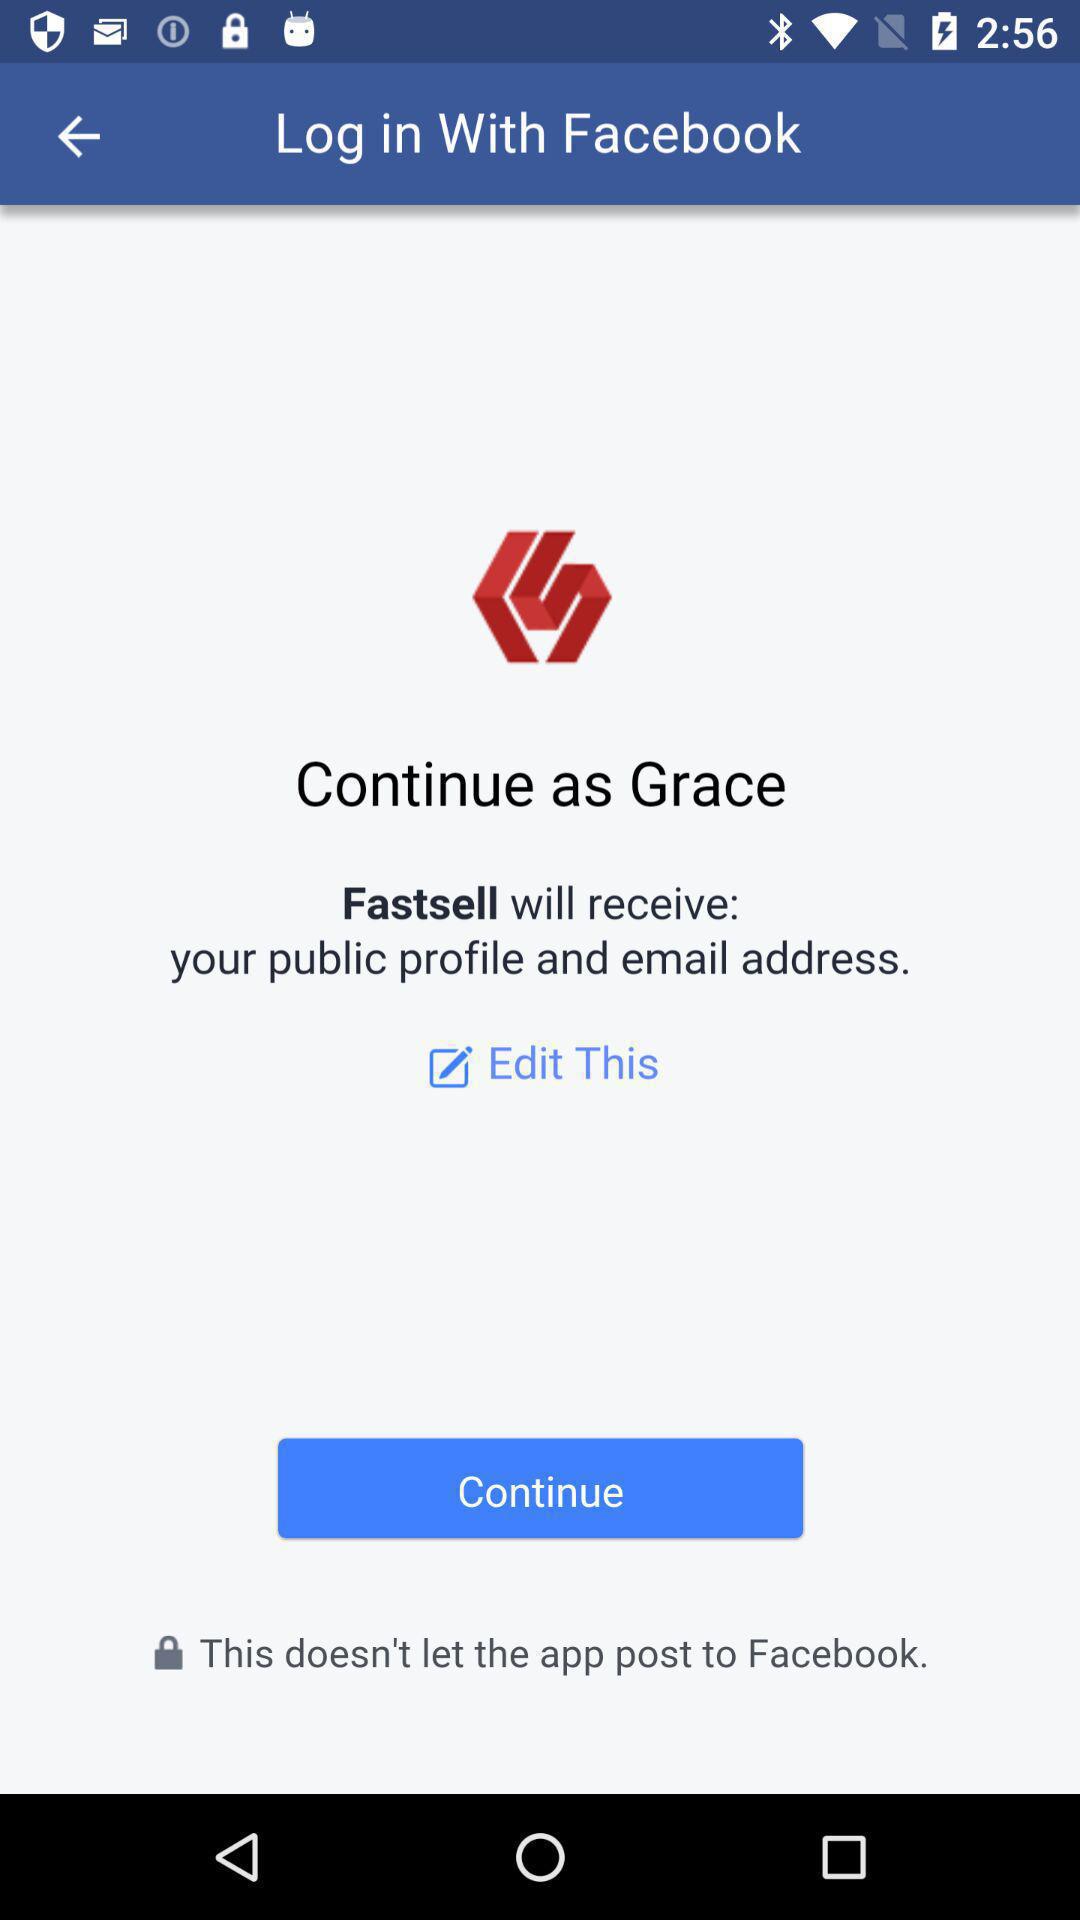 2:56
Log in With Facebook
Continue as Grace
Fastsell will receive:
your public profile and email address.
Edit This
Continue
This doesn't let the app post to Facebook.